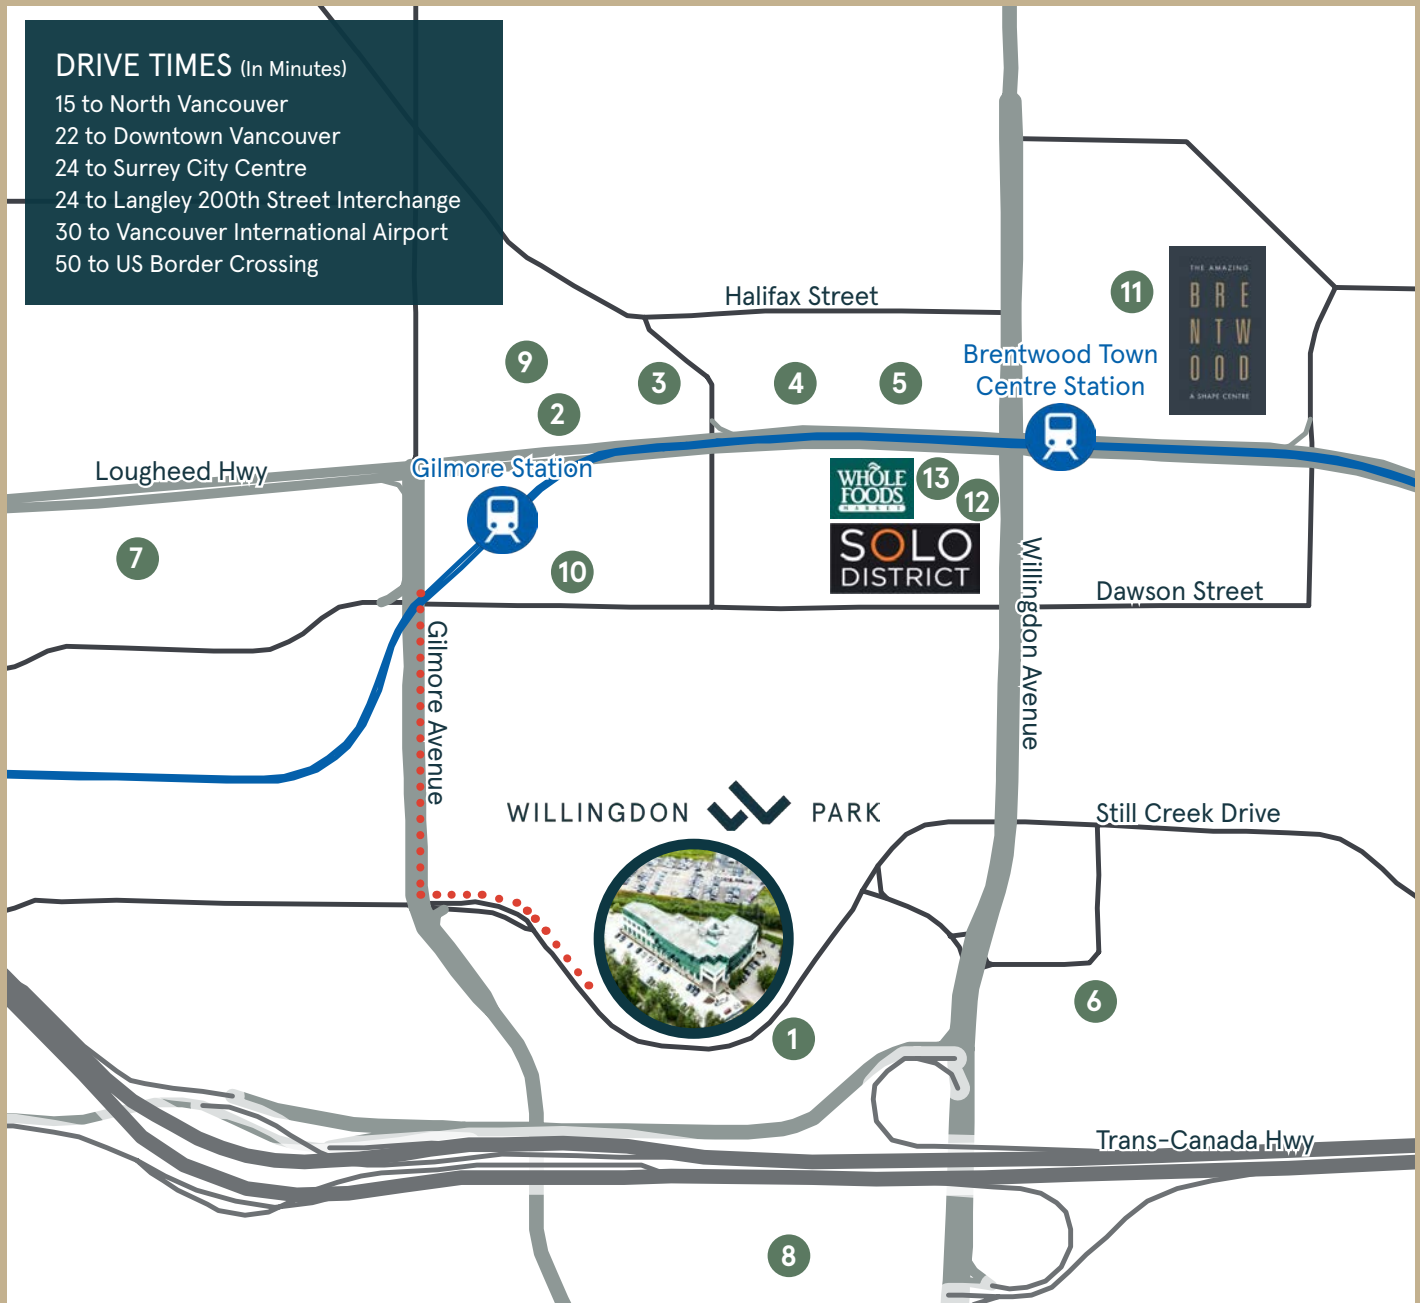 DRIVE TIMES (In Minutes)
15 to North Vancouver
22 to Downtown Vancouver
24 to Surrey City Centre
24 to Langley 200th Street Interchange
30 to Vancouver International Airport
50 to US Border Crossing
Halifax Street
11
THE AMAZING
BRE
NTW
OOD
A SHAPE CENTRE
Brentwood Town
Centre Station
9
3
4
5
2
Lougheed Hwy
Gilmore Station
WHOLE
FOODS
MARKET
13
12
SOLO
DISTRICT
7
10
Dawson Street
Gilmore Avenue
Willingdon Avenue
WILLINGDON PARK
Still Creek Drive
6
1
Trans-Canada Hwy
8